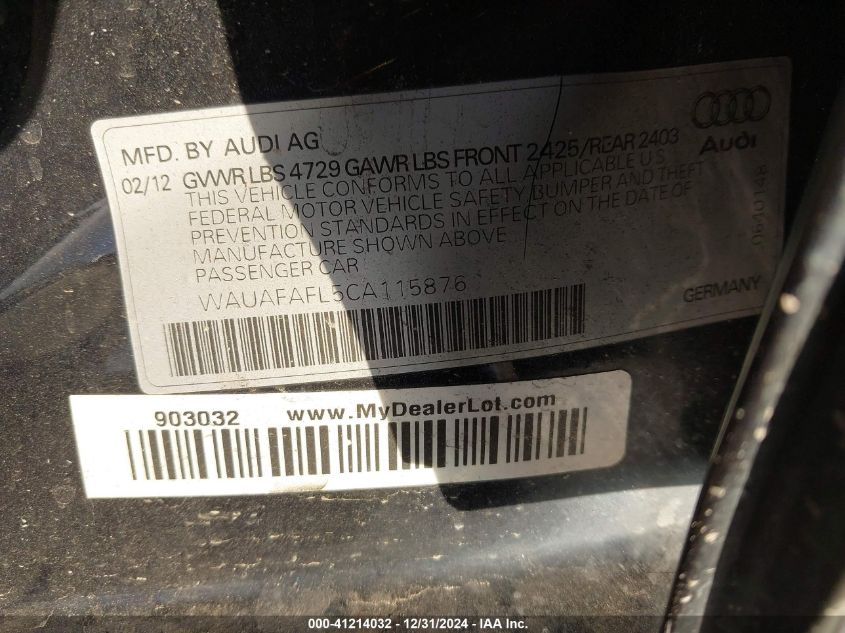 MFD. BY AUDI AG
02/12 GVWR LBS 4729 GAWR LBS FRONT 2425/REAR 2403
THIS VEHICLE CONFORMS TO ALL APPLICABLE U.S.
FEDERAL MOTOR VEHICLE SAFETY BUMPER AND THEFT
PREVENTION STANDARDS IN EFFECT ON THE DATE OF
MANUFACTURE SHOWN ABOVE
PASSENGER CAR
WAUAFAFL5CA115876
Audi
0640148
GERMANY
903032 www.MyDealerLot.com
000-41214032 - 12/31/2024 - IAA Inc.